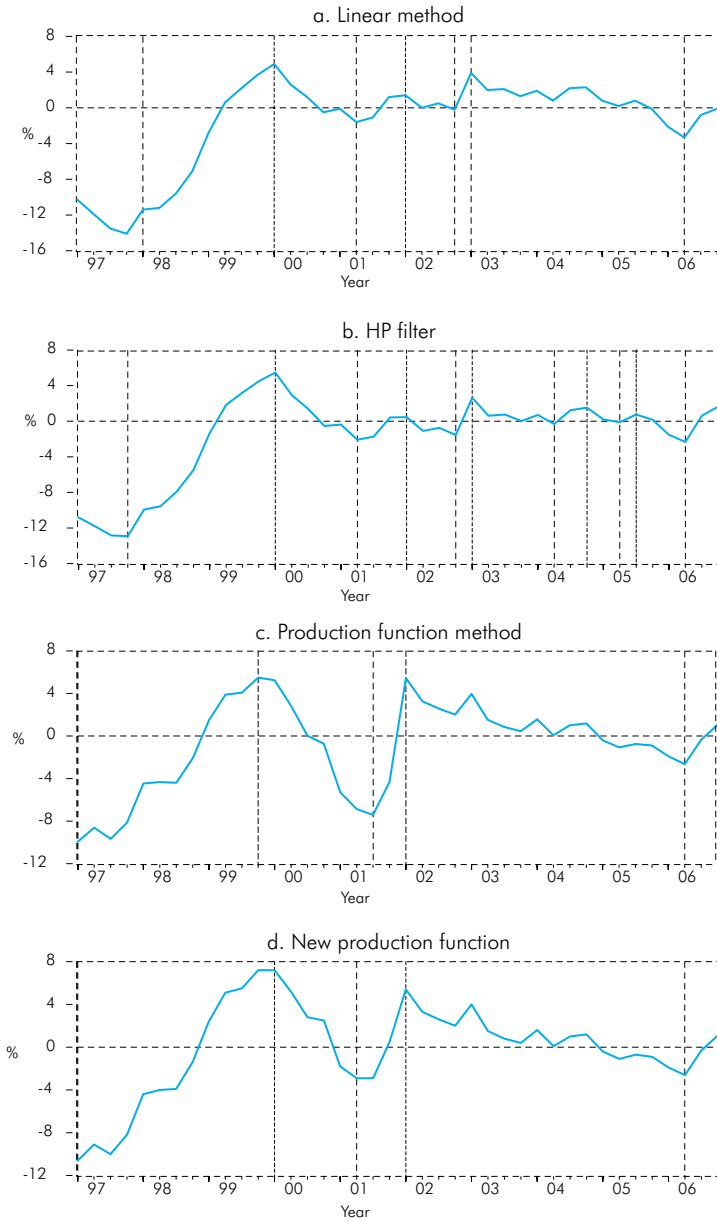 a. Linear method
8
4
0
%
-4
-8
-12
-16
97 98 99 00 01 02 03 04 05 06
Year
b. HP filter
8
4
% 0
-4
-8
-12
-16
97 98 99 00 01 02 03 04 05 06
Year
c. Production function method
8
4
% 0
-4
-8
-12
97 98 99 00 01 02 03 04 05 06
Year
d. New production function
8
4
0
%
-4
-8
-12
97 98 99 00 01 02 03 04 05 06
Year